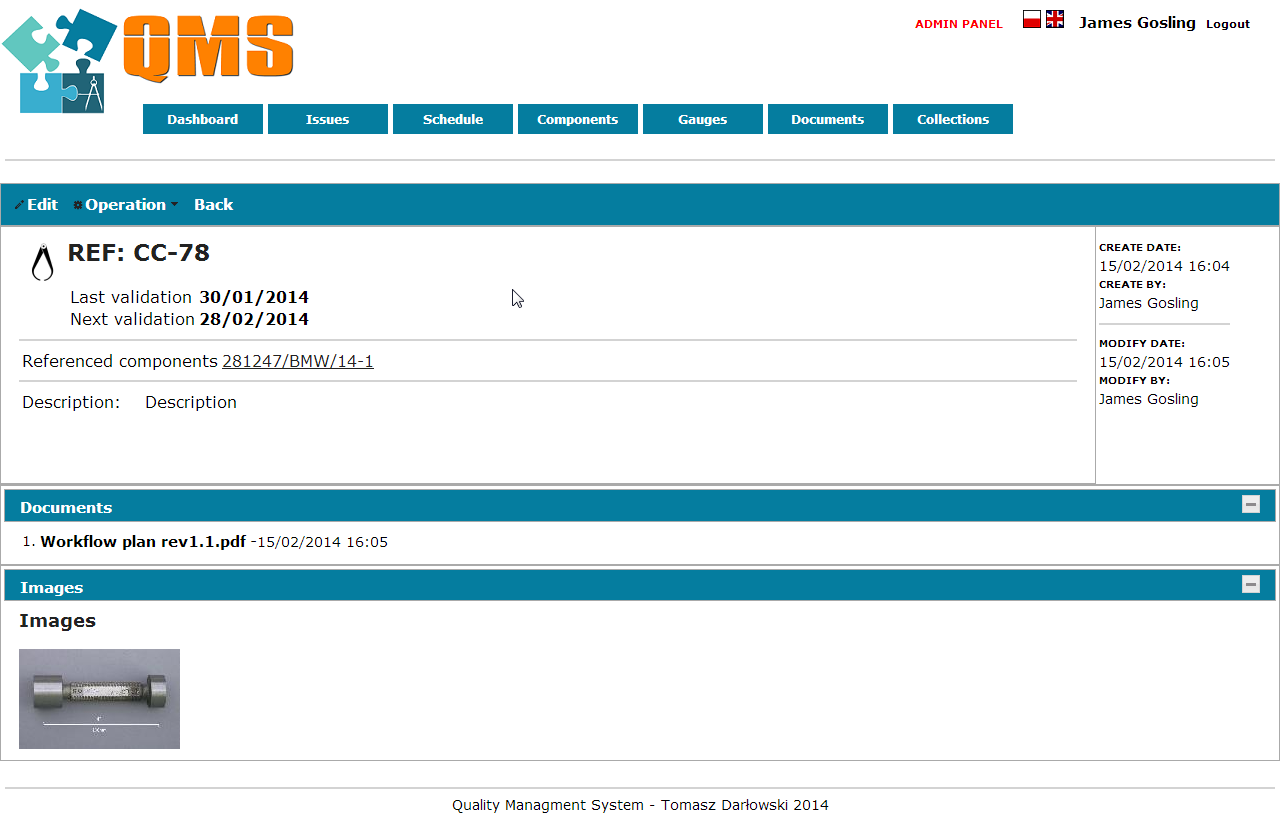 QMS
ADMIN PANEL James Gosling Logout
Dashboard Issues Schedule Components Gauges Documents Collections
Edit Operation Back
REF: CC-78
Last validation 30/01/2014
Next validation 28/02/2014
Referenced components 281247/BMW/14-1
Description: Description
CREATE DATE:
15/02/2014 16:04
CREATE BY:
James Gosling
MODIFY DATE:
15/02/2014 16:05
MODIFY BY:
James Gosling
Documents
1. Workflow plan rev1.1.pdf -15/02/2014 16:05
Images
Images
Quality Managment System - Tomasz Darłowski 2014